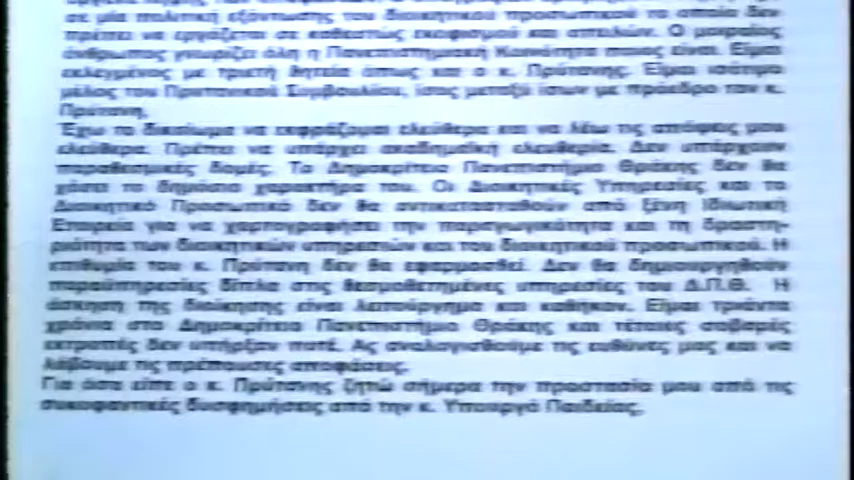 σε μία πολιτική εξόντωσης του διοικητικού προσωπικού το οποίο δεν
πρέπει να εργάζεται σε καθεστώς εκφοβισμού και απειλών. Ο μοιραίος
άνθρωπος γνωρίζει όλη η Πανεπιστημιακή Κοινότητα ποιος είναι. Είμαι
εκλεγμένος με τριετή θητεία όπως και ο κ. Πρύτανης. Είμαι ισότιμο
μέλος του Πρυτανικού Συμβουλίου, ίσος μεταξύ ίσων με πρόεδρο τον κ.
Πρύτανη.
Έχω το δικαίωμα να εκφράζομαι ελεύθερα και να λέω τις απόψεις μου
ελεύθερα. Πρέπει να υπάρχει ακαδημαϊκή ελευθερία. Δεν υπάρχουν
παραθεσμικές δομές. Το Δημοκρίτειο Πανεπιστήμιο Θράκης δεν θα
χάσει το δημόσιο χαρακτήρα του. Οι Διοικητικές Υπηρεσίες και το
Διοικητικό Προσωπικό δεν θα αντικατασταθούν από ξένη Ιδιωτική
Εταιρεία για να χαρτογραφήσει την παραγωγικότητα και τη δραστη-
ριότητα των διοικητικών υπηρεσιών και του διοικητικού προσωπικού. Η
επιθυμία του κ. Πρύτανη δεν θα εφαρμοσθεί. Δεν θα δημιουργηθούν
παραϋπηρεσίες δίπλα στις θεσμοθετημένες υπηρεσίες του Δ.Π.Θ. Η
άσκηση της διοίκησης είναι λειτούργημα και καθήκον. Είμαι τριάντα
χρόνια στο Δημοκρίτειο Πανεπιστήμιο Θράκης και τέτοιες σοβαρές
εκτροπές δεν υπήρξαν ποτέ. Ας αναλογισθούμε τις ευθύνες μας και να
λάβουμε τις πρέπουσες αποφάσεις.
Για όσα είπε ο κ. Πρύτανης ζητώ σήμερα την προστασία μου από τις
συκοφαντικές δυσφημήσεις από την κ. Υπουργό Παιδείας.